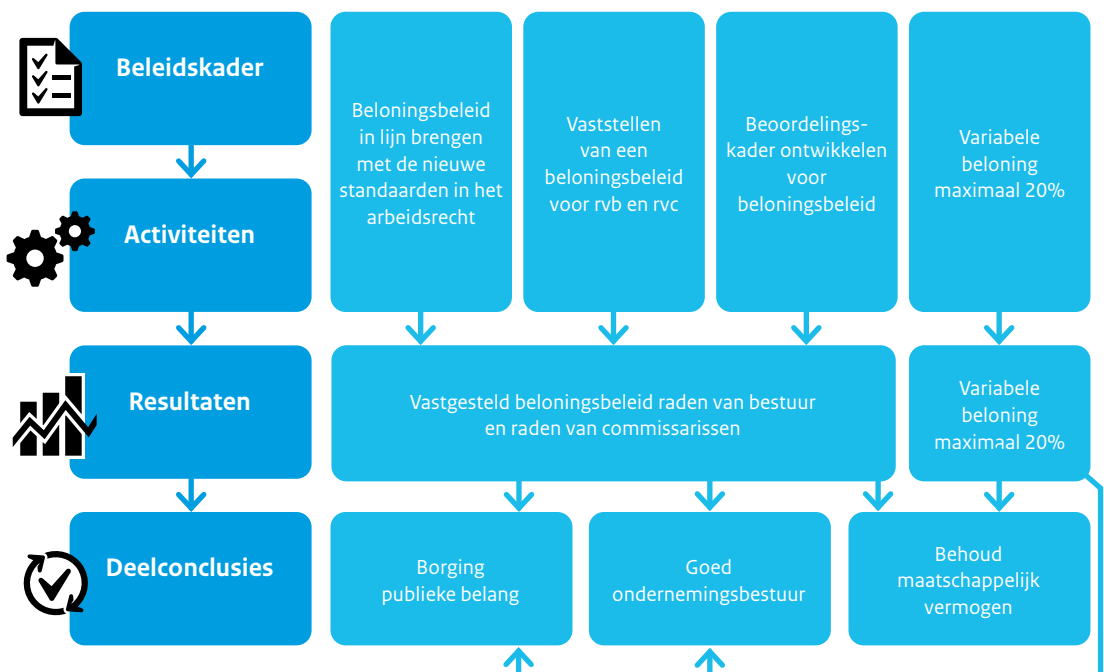 Beleidskader
Beloningsbeleid
in lijn brengen
met de nieuwe
standaarden in het
arbeidsrecht
Vaststellen
van een
beloningsbeleid
voor rvb en rvc
Beoordelings-
kader ontwikkelen
voor
beloningsbeleid
Variabele
beloning
maximaal 20%
Activiteiten
Resultaten
Vastgesteld beloningsbeleid raden van bestuur
en raden van commissarissen
Variabele
beloning
maximaal 20%
Deelconclusies
Borging
publieke belang
Goed
ondernemingsbestuur
Behoud
maatschappelijk
vermogen